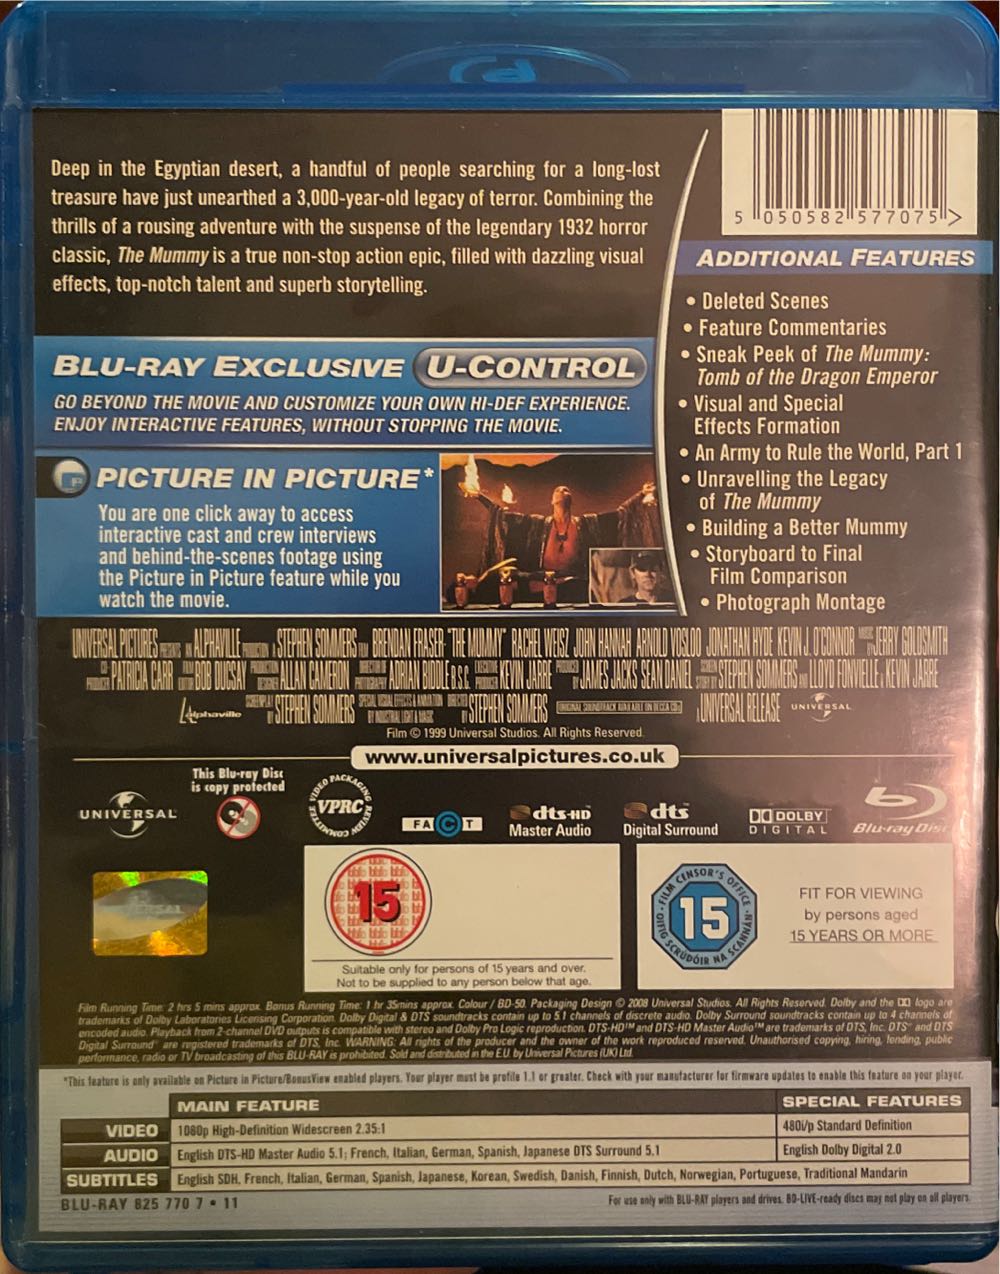 Deep in the Egyptian desert, a handful of people searching for a long-lost
treasure have just unearthed a 3,000-year-old legacy of terror. Combining the
thrills of a rousing adventure with the suspense of the legendary 1932 horror
classic, The Mummy is a true non-stop action epic, filled with dazzling visual
effects, top-notch talent and superb storytelling.
5 050582 577075 >
ADDITIONAL FEATURES
• Deleted Scenes
• Feature Commentaries
• Sneak Peek of The Mummy:
Tomb of the Dragon Emperor
• Visual and Special
Effects Formation
• An Army to Rule the World, Part 1
• Unravelling the Legacy
of The Mummy
• Building a Better Mummy
• Storyboard to Final
Film Comparison
• Photograph Montage
BLU-RAY EXCLUSIVE U-CONTROL
GO BEYOND THE MOVIE AND CUSTOMIZE YOUR OWN HI-DEF EXPERIENCE.
ENJOY INTERACTIVE FEATURES, WITHOUT STOPPING THE MOVIE.
PICTURE IN PICTURE*
You are one click away to access
interactive cast and crew interviews
and behind-the-scenes footage using
the Picture in Picture feature while you
watch the movie.
UNIVERSAL PICTURES PRESENTS AN ALPHAVILLE PRODUCTION A STEPHEN SOMMERS FILM BRENDAN FRASER "THE MUMMY" RACHEL WEISZ JOHN HANNAH ARNOLD VOSLOO JONATHAN HYDE KEVIN J. O'CONNOR MUSIC BY JERRY GOLDSMITH
CO-PRODUCER PATRICIA CARR EDITOR BOB DUCSAY PRODUCTION DESIGNER ALLAN CAMERON DIRECTOR OF PHOTOGRAPHY ADRIAN BIDDLE B.S.C. EXECUTIVE PRODUCER KEVIN JARRE PRODUCED BY JAMES JACKS SEAN DANIEL SCREEN STORY BY STEPHEN SOMMERS AND LLOYD FONVIELLE & KEVIN JARRE
Alphaville SCREENPLAY BY STEPHEN SOMMERS SPECIAL VISUAL EFFECTS & ANIMATION BY INDUSTRIAL LIGHT & MAGIC DIRECTED BY STEPHEN SOMMERS ORIGINAL SOUNDTRACK AVAILABLE ON DECCA CDs A UNIVERSAL RELEASE UNIVERSAL
Film © 1999 Universal Studios. All Rights Reserved.
www.universalpictures.co.uk
UNIVERSAL
This Blu-ray Disc
is copy protected
VIDEO PACKAGING REVIEW COMMITTEE VPRC
FACT
dts-HD
Master Audio
dts
Digital Surround
DOLBY
DIGITAL
Blu-ray Disc
15
Suitable only for persons of 15 years and over.
Not to be supplied to any person below that age.
FILM CENSOR'S OFFICE
15
OIFIG SCRÚDÓIR NA SCANNÁN
FIT FOR VIEWING
by persons aged
15 YEARS OR MORE
Film Running Time: 2 hrs 5 mins approx. Bonus Running Time: 1 hr 35mins approx. Colour / BD-50. Packaging Design © 2008 Universal Studios. All Rights Reserved. Dolby and the DD logo are
trademarks of Dolby Laboratories Licensing Corporation. Dolby Digital & DTS soundtracks contain up to 5.1 channels of discrete audio. Dolby Surround soundtracks contain up to 4 channels of
encoded audio. Playback from 2-channel DVD outputs is compatible with stereo and Dolby Pro Logic reproduction. DTS-HD™ and DTS-HD Master Audio™ are trademarks of DTS, Inc. DTS® and DTS
Digital Surround® are registered trademarks of DTS, Inc. WARNING: All rights of the producer and the owner of the work reproduced reserved. Unauthorised copying, hiring, lending, public
performance, radio or TV broadcasting of this BLU-RAY is prohibited. Sold and distributed in the E.U. by Universal Pictures (UK) Ltd.
*This feature is only available on Picture in Picture/BonusView enabled players. Your player must be profile 1.1 or greater. Check with your manufacturer for firmware updates to enable this feature on your player.
MAIN FEATURE SPECIAL FEATURES
VIDEO 1080p High-Definition Widescreen 2.35:1 480i/p Standard Definition
AUDIO English DTS-HD Master Audio 5.1; French, Italian, German, Spanish, Japanese DTS Surround 5.1 English Dolby Digital 2.0
SUBTITLES English SDH, French, Italian, German, Spanish, Japanese, Korean, Swedish, Danish, Finnish, Dutch, Norwegian, Portuguese, Traditional Mandarin
BLU-RAY 825 770 7 • 11
For use only with BLU-RAY players and drives. BD-LIVE-ready discs may not play on all players.